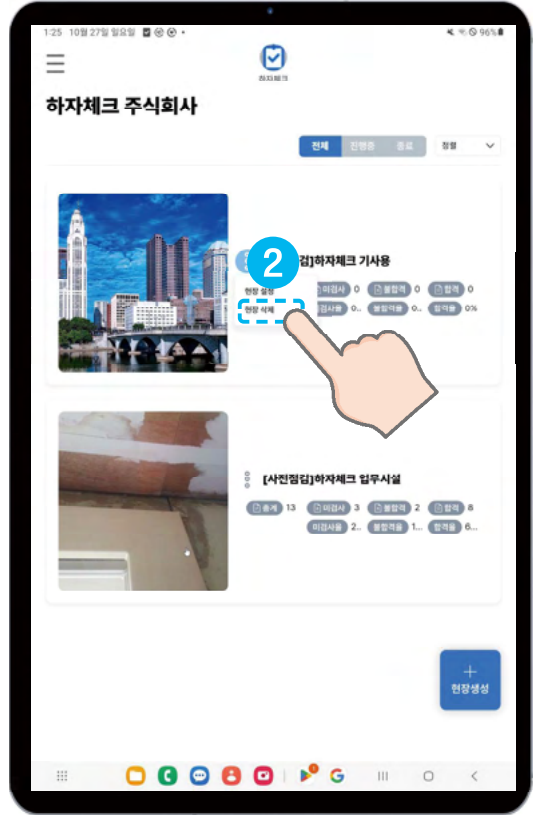 1:25 10월 27일 일요일
96%
하자체크
하자체크 주식회사
전체 진행중 종료 정렬
2
검]하자체크 기사용
현장 설정
미검사 0 불합격 0 합격 0
현장 삭제
검사율 0.. 불합격율 0.. 합격율 0%
[사전점검]하자체크 업무시설
총계 13 미검사 3 불합격 2 합격 8
미검사율 2... 불합격율 1... 합격율 6...
+
현장생성